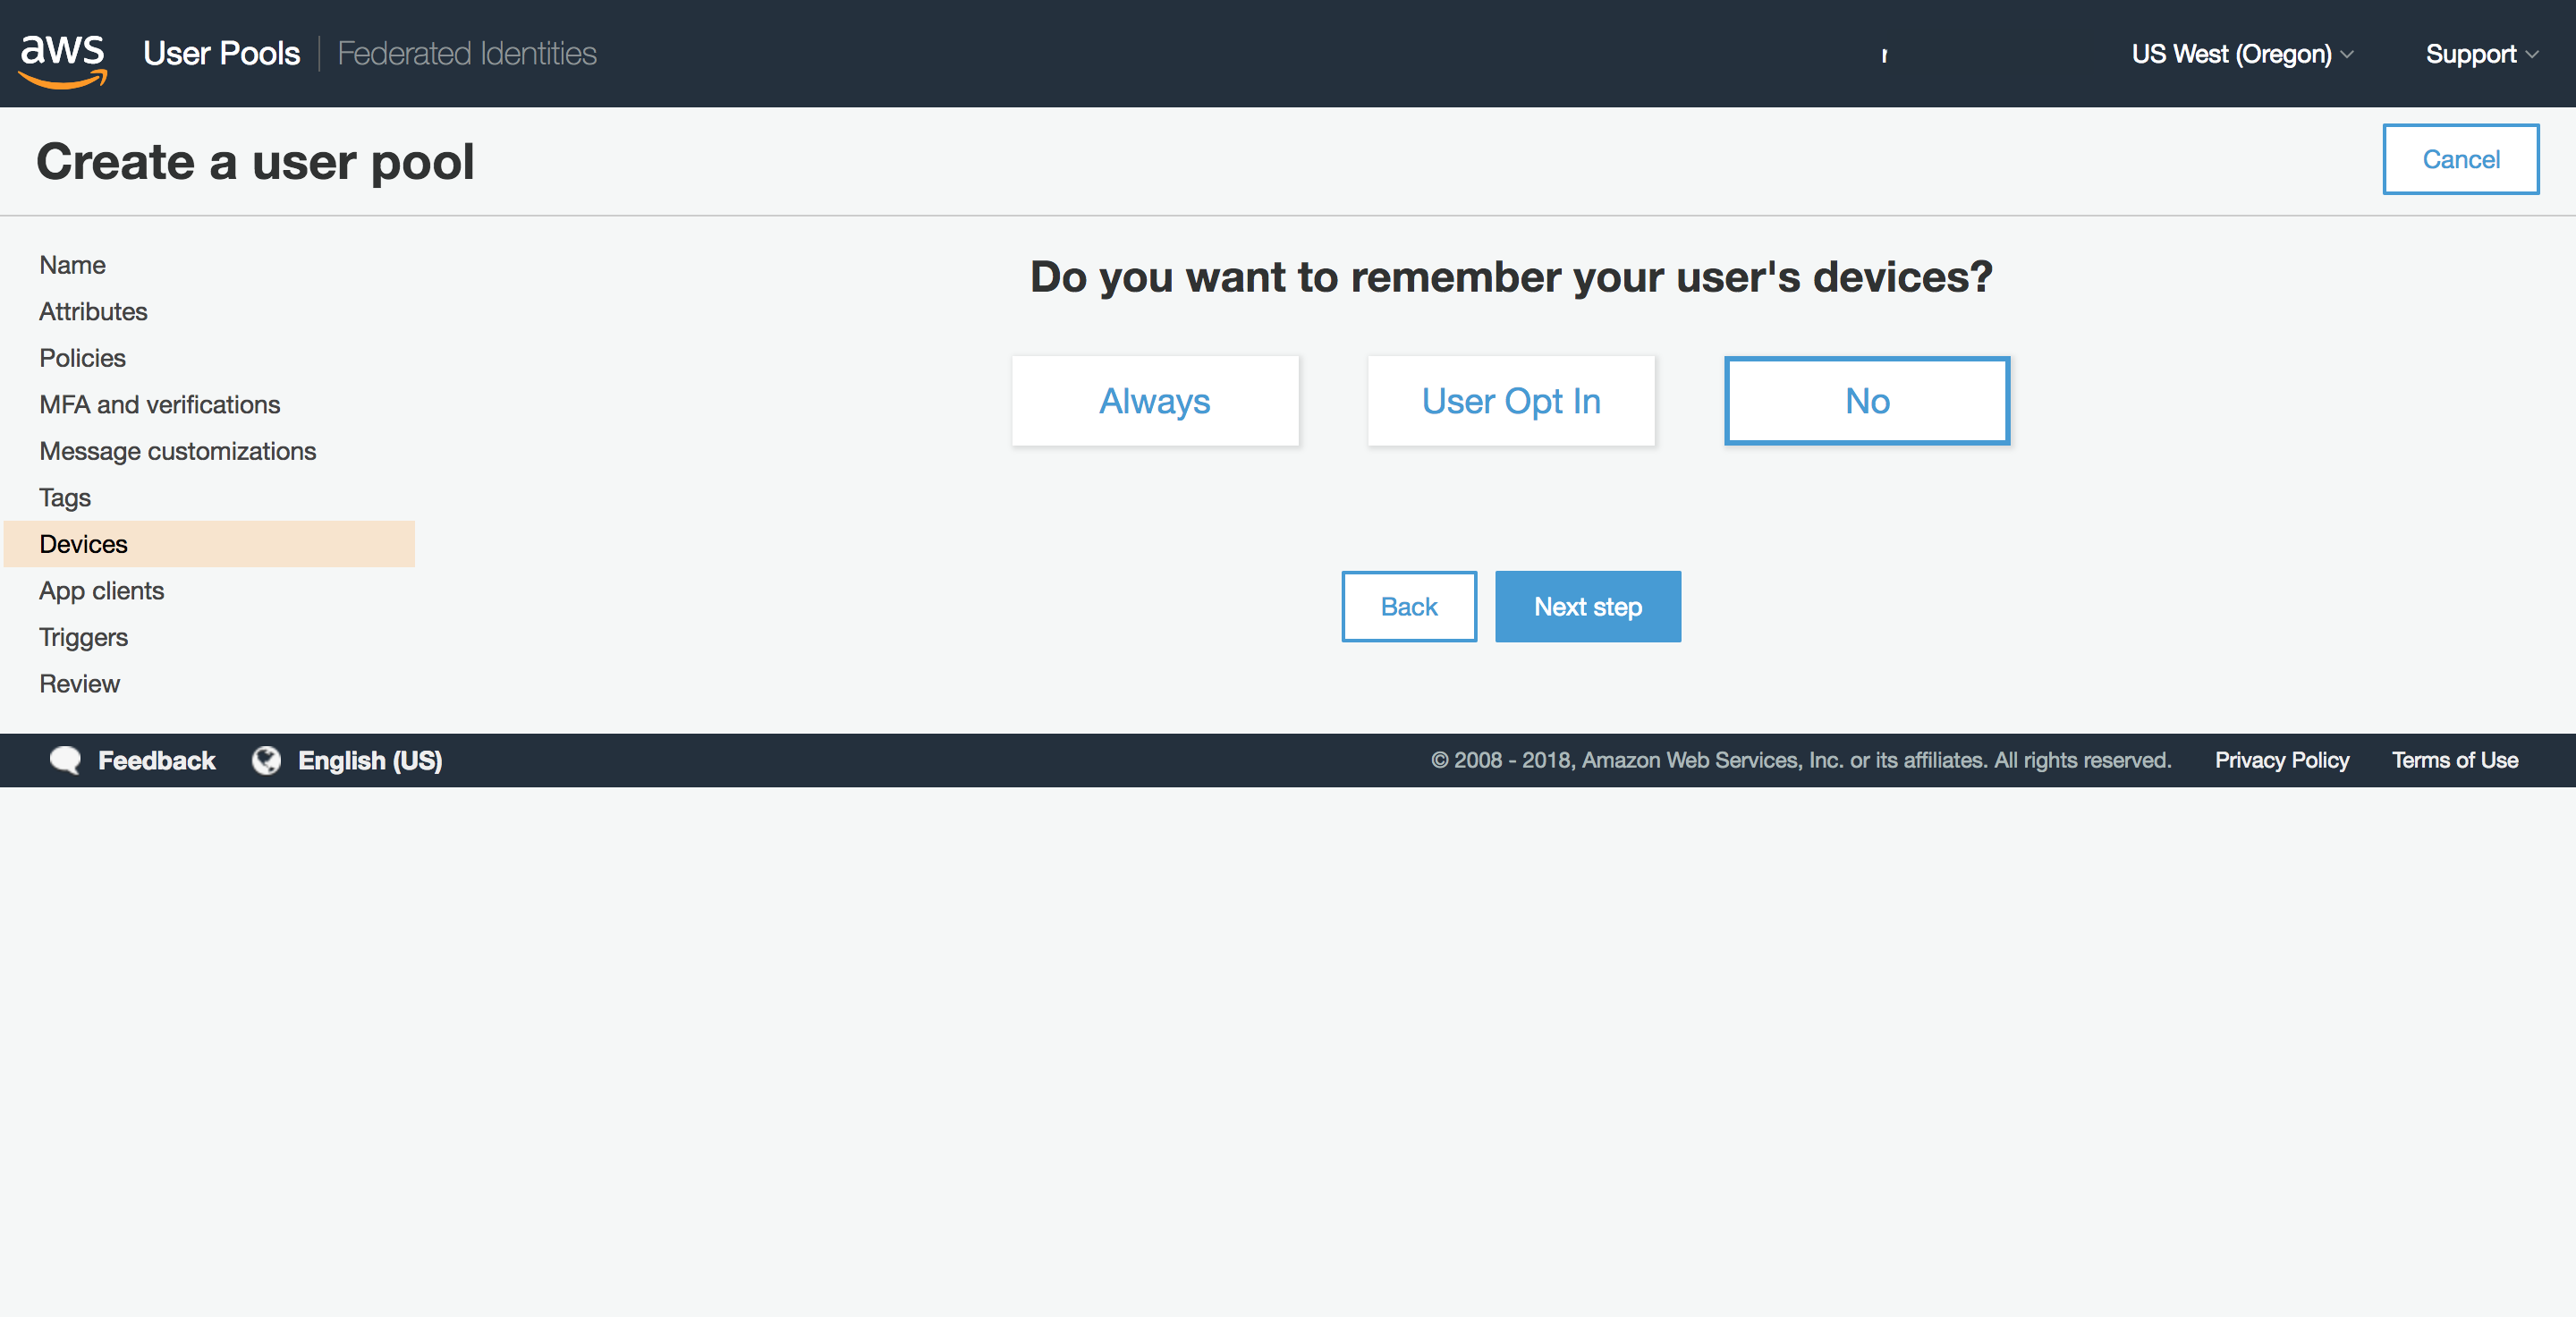 aws User Pools Federated Identities US West (Oregon) Support
Create a user pool Cancel
Name
Attributes
Policies
MFA and verifications
Message customizations
Tags
Devices
App clients
Triggers
Review
Do you want to remember your user's devices?
Always User Opt In No
Back Next step
Feedback English (US) © 2008 - 2018, Amazon Web Services, Inc. or its affiliates. All rights reserved. Privacy Policy Terms of Use